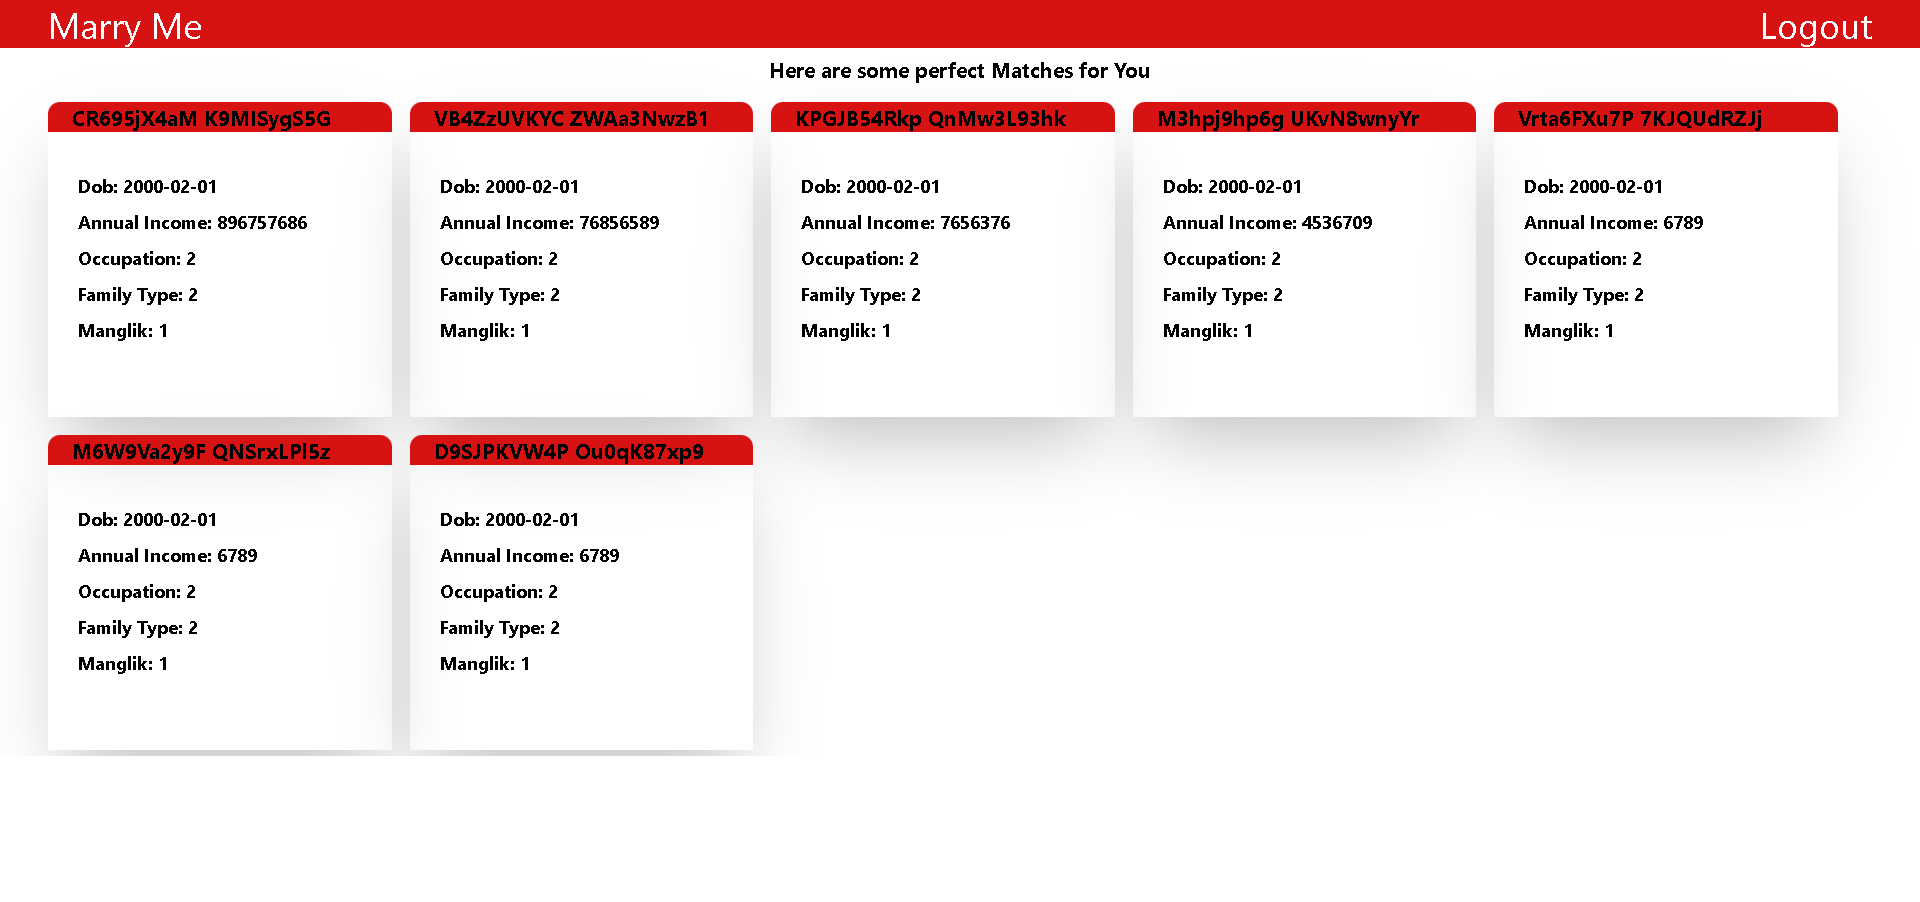 Marry Me
Logout
Here are some perfect Matches for You
CR695jX4aM K9MISygS5G
Dob: 2000-02-01
Annual Income: 896757686
Occupation: 2
Family Type: 2
Manglik: 1
VB4ZzUVKYC ZWAa3NwzB1
Dob: 2000-02-01
Annual Income: 76856589
Occupation: 2
Family Type: 2
Manglik: 1
KPGJB54Rkp QnMw3L93hk
Dob: 2000-02-01
Annual Income: 7656376
Occupation: 2
Family Type: 2
Manglik: 1
M3hpj9hp6g UKvN8wnyYr
Dob: 2000-02-01
Annual Income: 4536709
Occupation: 2
Family Type: 2
Manglik: 1
Vrta6FXu7P 7KJQUdRZJj
Dob: 2000-02-01
Annual Income: 6789
Occupation: 2
Family Type: 2
Manglik: 1
M6W9Va2y9F QNSrxLPl5z
Dob: 2000-02-01
Annual Income: 6789
Occupation: 2
Family Type: 2
Manglik: 1
D9SJPKVW4P Ou0qK87xp9
Dob: 2000-02-01
Annual Income: 6789
Occupation: 2
Family Type: 2
Manglik: 1